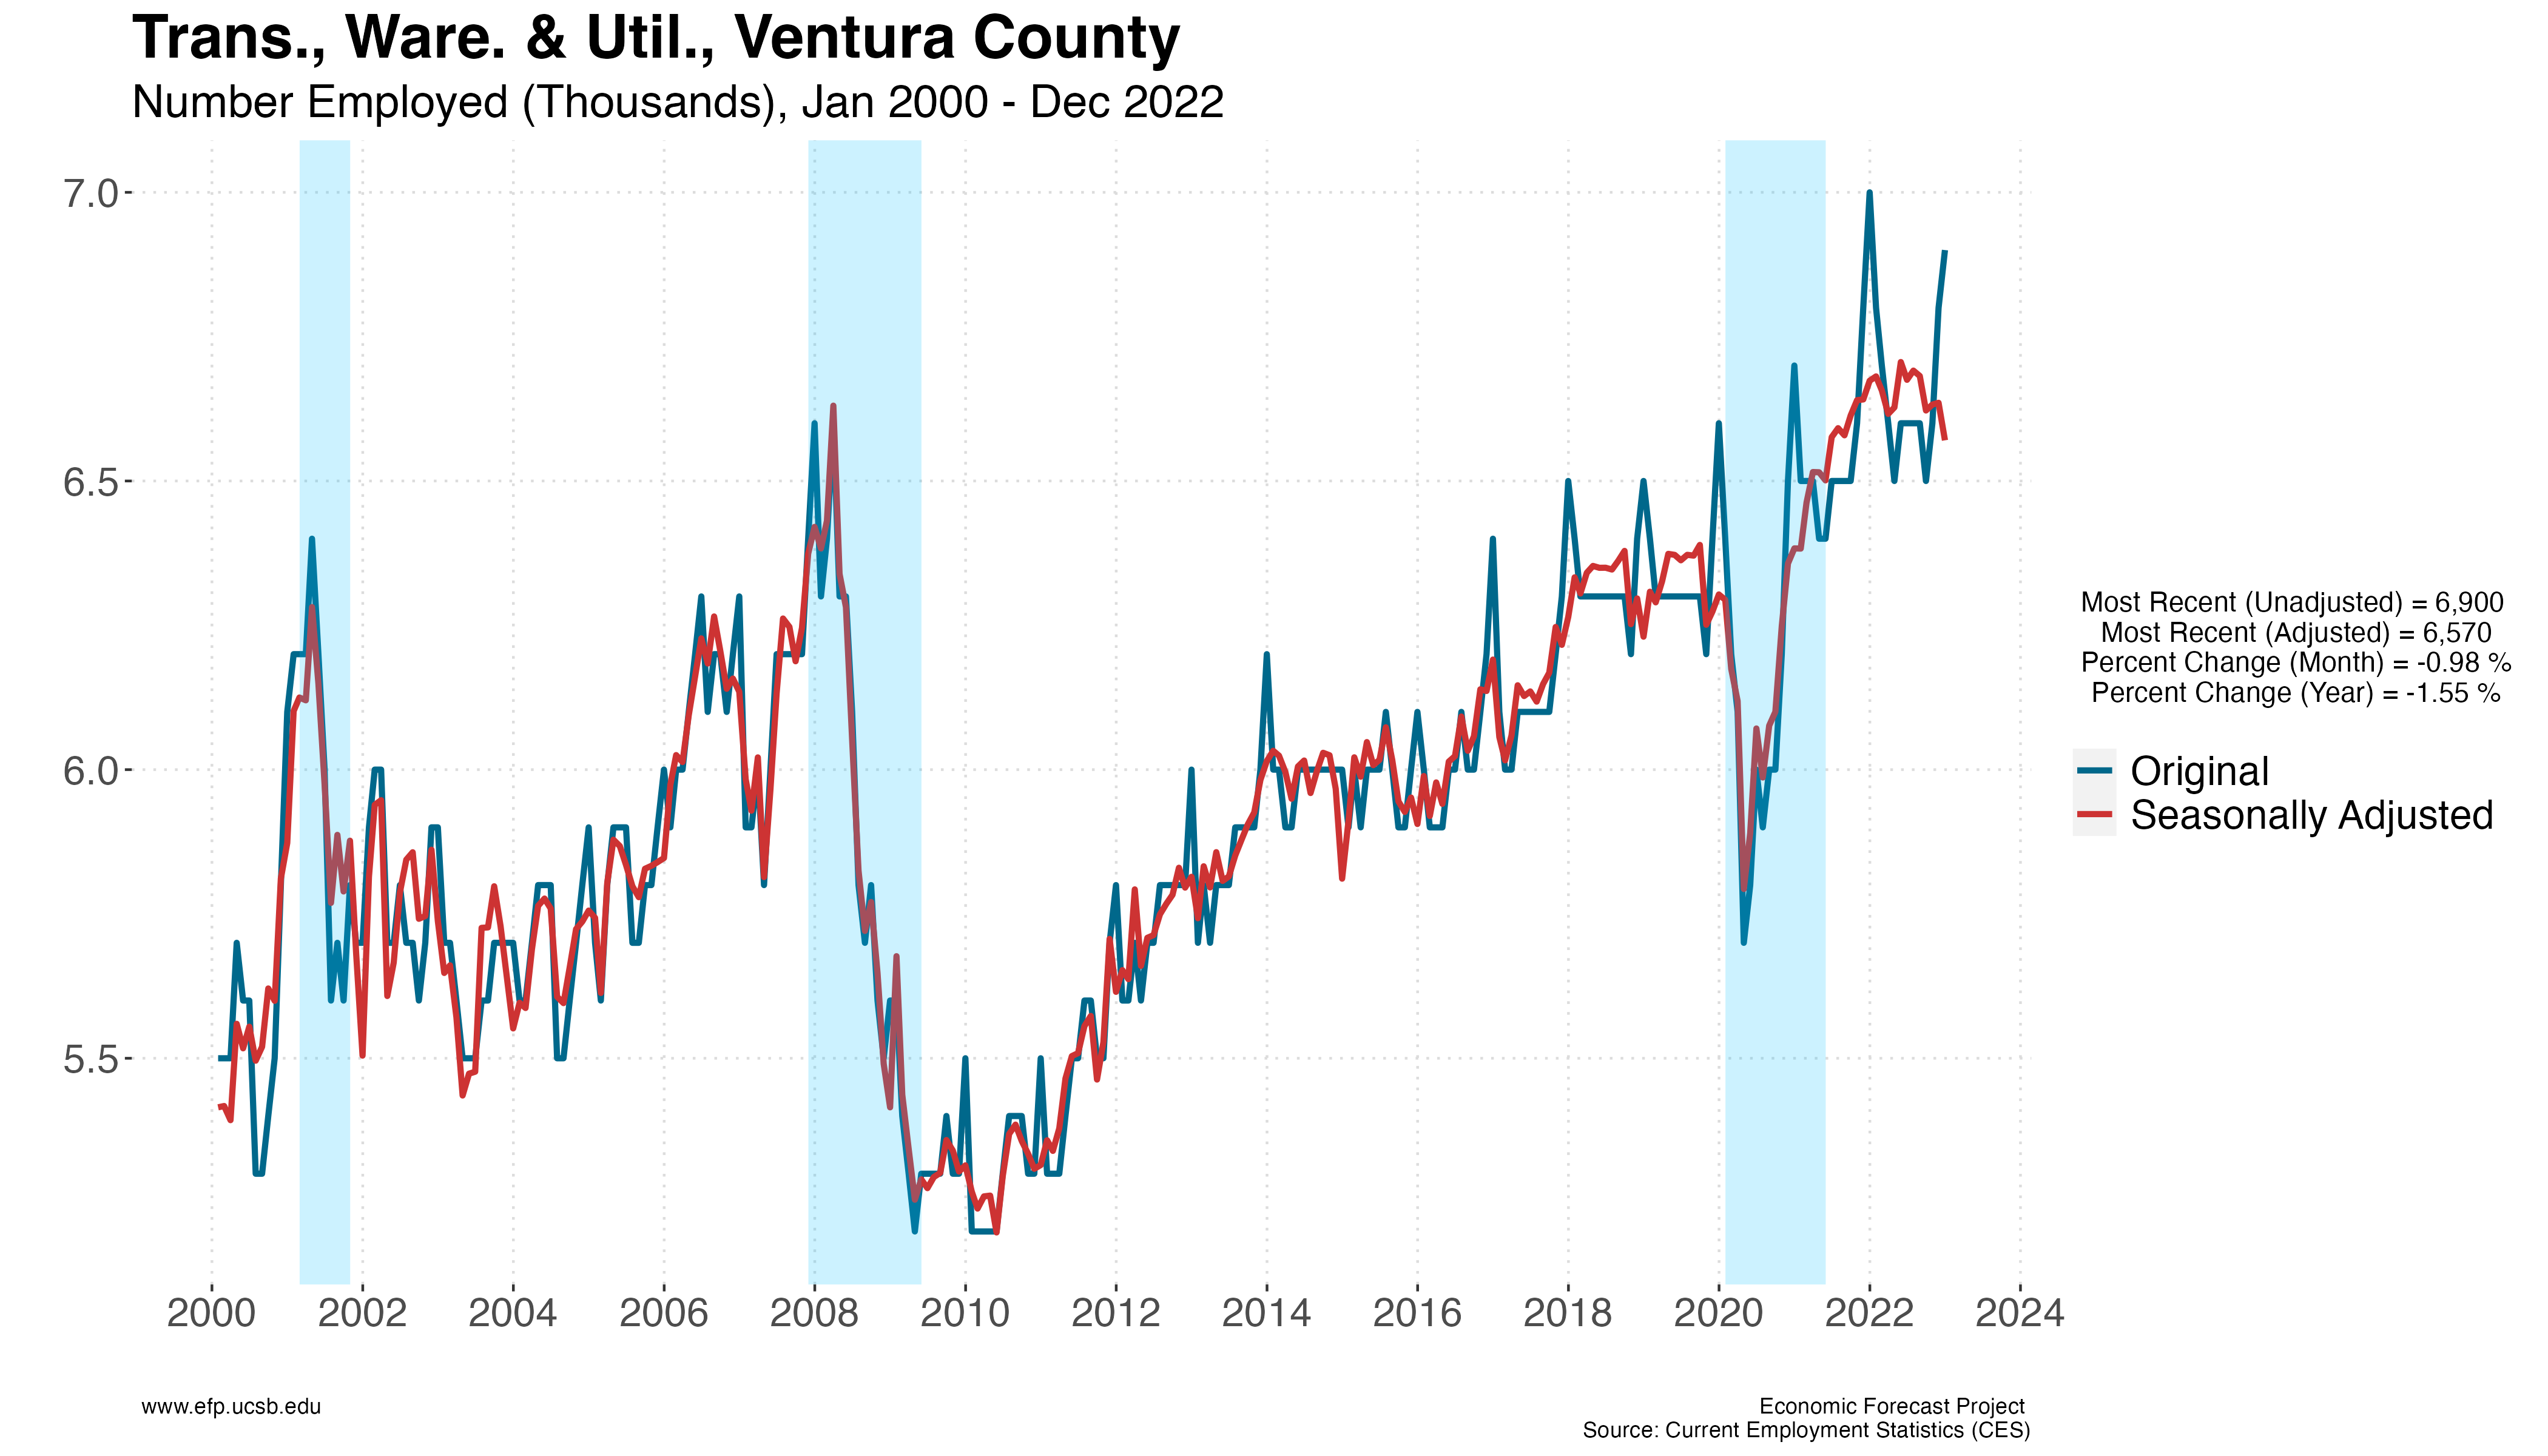 Trans., Ware. & Util., Ventura County
Number Employed (Thousands), Jan 2000 - Dec 2022
7.0
6.5
6.0
5.5
2000 2002 2004 2006 2008 2010 2012 2014 2016 2018 2020 2022 2024
Most Recent (Unadjusted) = 6,900
Most Recent (Adjusted) = 6,570
Percent Change (Month) = -0.98 %
Percent Change (Year) = -1.55 %
Original
Seasonally Adjusted
www.efp.ucsb.edu
Economic Forecast Project
Source: Current Employment Statistics (CES)